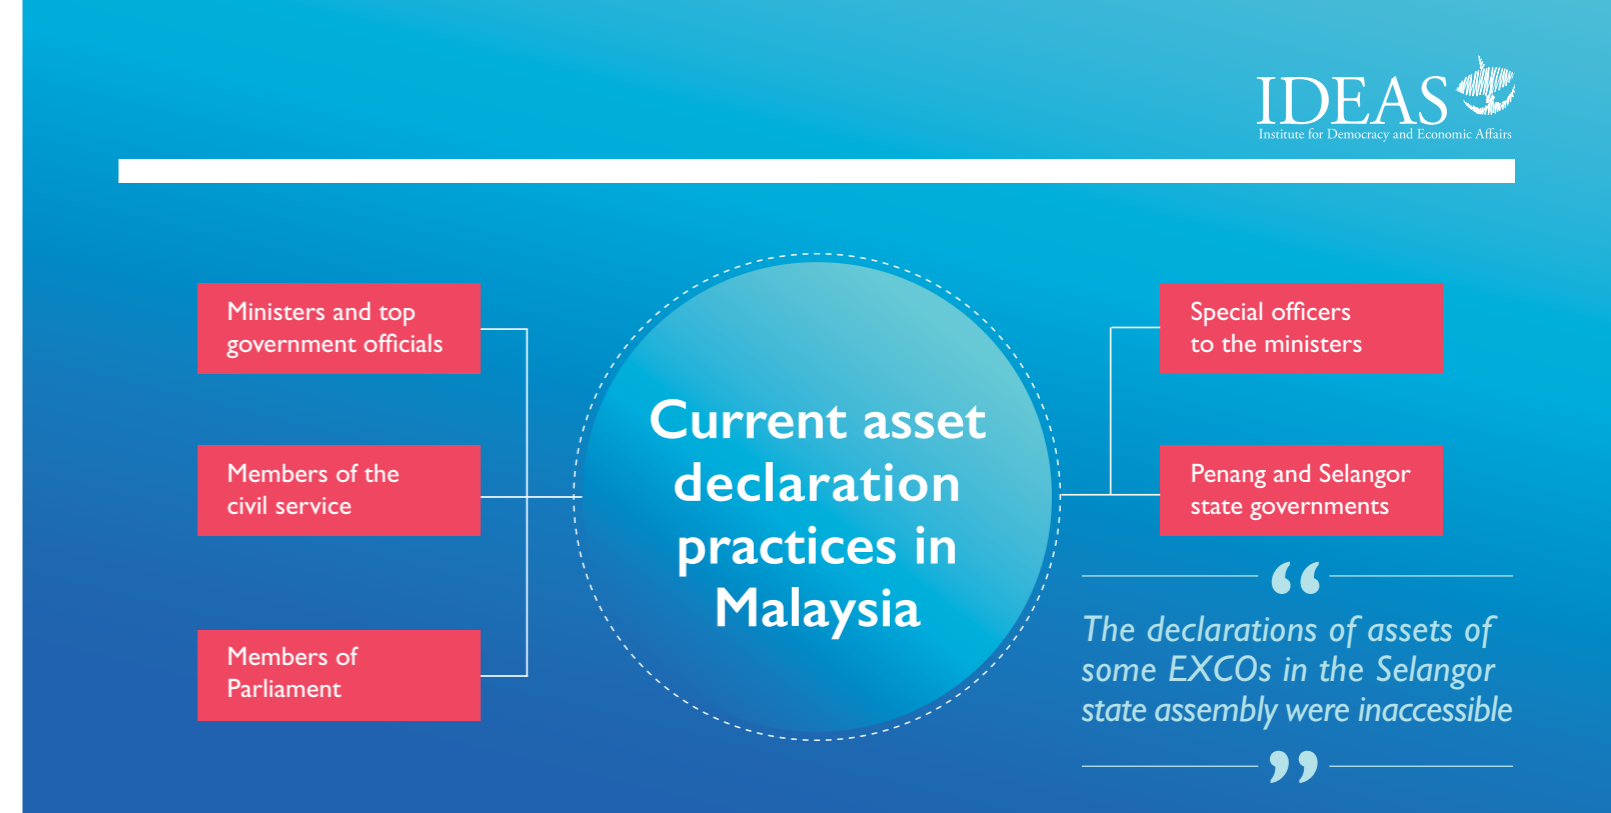 IDEAS
Institute for Democracy and Economic Affairs
Ministers and top
government officials
Members of the
civil service
Members of
Parliament
Current asset
declaration
practices in
Malaysia
Special officers
to the ministers
Penang and Selangor
state governments
“
The declarations of assets of
some EXCOs in the Selangor
state assembly were inaccessible
”